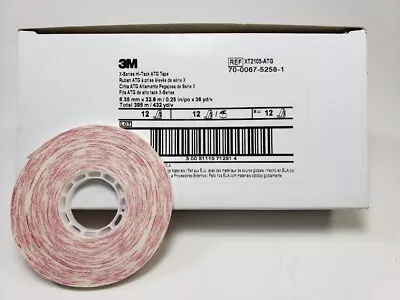 3M
X-Series Hi-Tack ATG Tape
Ruban ATG à prise élevée de série X
Cinta ATG Altamente Pegajosa de Serie X
Fita ATG de alto tack X-Series
6.35 mm x 32.9 m / 0.25 in/po x 36 yd/v
Total 395 m / 432 yd/v
REF XT2105-ATG
70-0067-5258-1
12 12 12
LOT
3 00 51115 71291 4